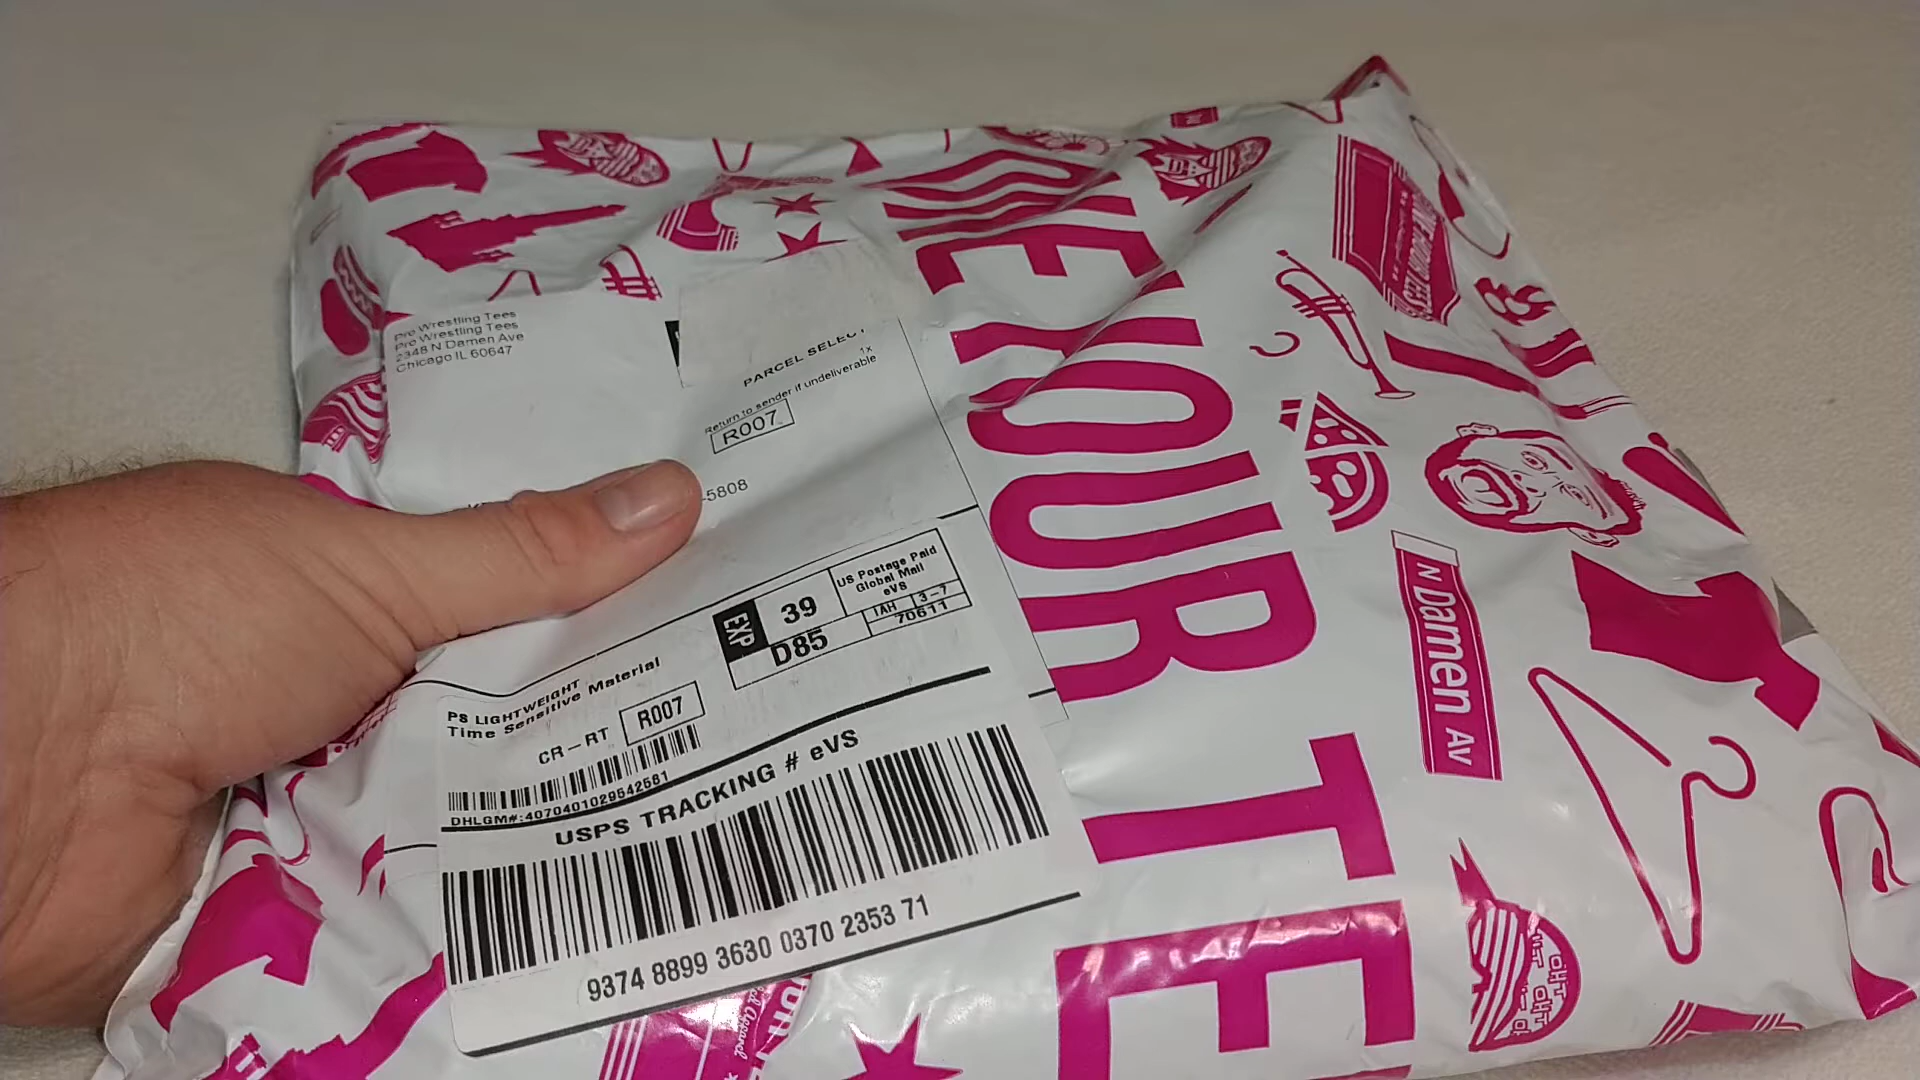 Pro Wrestling Tees
Pro Wrestling Tees
2348 N Damen Ave
Chicago IL 60647
PARCEL SELECT
1x
Return to sender if undeliverable
R007
-5808
EXP
39
D85
US Postage Paid
Global Mail
eVS
IAH
3-7
70611
PS LIGHTWEIGHT
Time Sensitive Material
CR-RT
R007
DHLGM#:4070401029542581
USPS TRACKING # eVS
9374 8899 3630 0370 2353 71
YOUR TE
N Damen Av